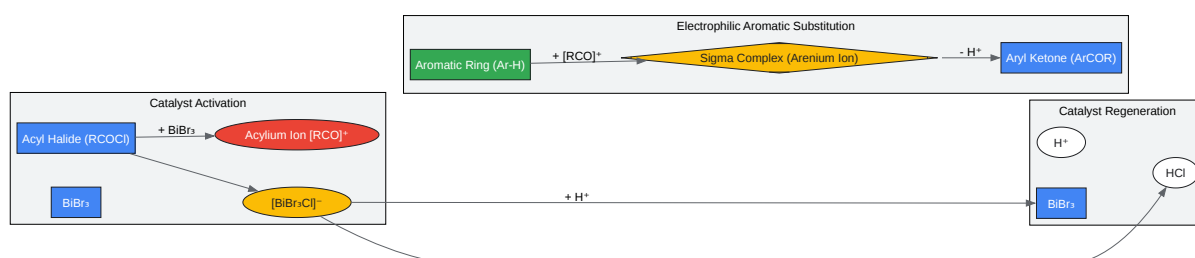 Electrophilic Aromatic Substitution
Aromatic Ring (Ar-H)
+ [RCO]⁺
Sigma Complex (Arenium Ion)
- H⁺
Aryl Ketone (ArCOR)
Catalyst Activation
Acyl Halide (RCOCl)
+ BiBr₃
Acylium Ion [RCO]⁺
BiBr₃
[BiBr₃Cl]⁻
+ H⁺
Catalyst Regeneration
H⁺
HCl
BiBr₃